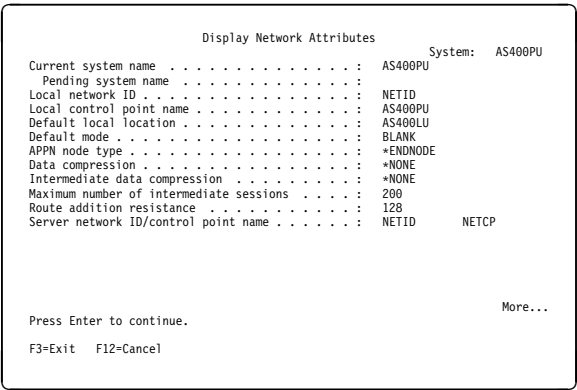 Display Network Attributes
System: AS400PU
Current system name . . . . . . . . . . . . . . : AS400PU
Pending system name . . . . . . . . . . . . . :
Local network ID . . . . . . . . . . . . . . . . : NETID
Local control point name . . . . . . . . . . . . : AS400PU
Default local location . . . . . . . . . . . . . : AS400LU
Default mode . . . . . . . . . . . . . . . . . . : BLANK
APPN node type . . . . . . . . . . . . . . . . . : *ENDNODE
Data compression . . . . . . . . . . . . . . . . : *NONE
Intermediate data compression . . . . . . . . . : *NONE
Maximum number of intermediate sessions . . . . : 200
Route addition resistance . . . . . . . . . . . : 128
Server network ID/control point name . . . . . . : NETID NETCP
More...
Press Enter to continue.
F3=Exit F12=Cancel